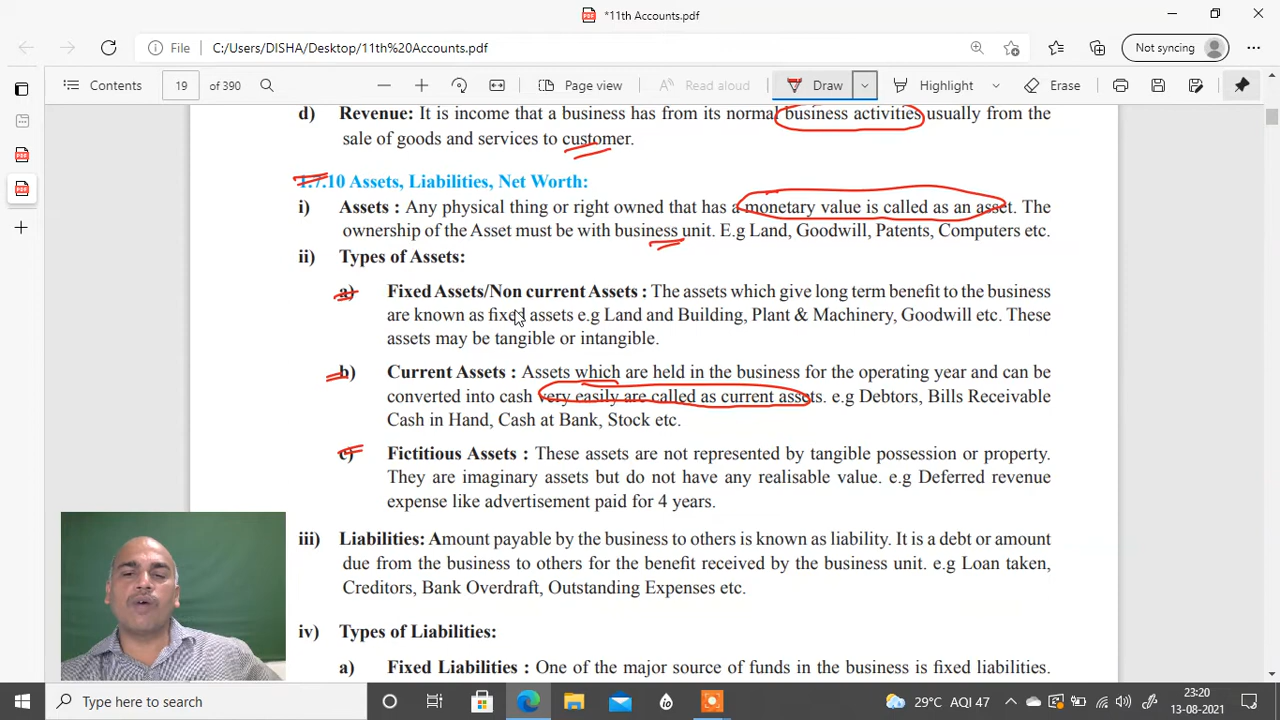 *11th Accounts.pdf
File C:/Users/DISHA/Desktop/11th%20Accounts.pdf Not syncing
Contents 19 of 390 Page view Read aloud Draw Highlight Erase
d) Revenue: It is income that a business has from its normal business activities usually from the
sale of goods and services to customer.
1.7.10 Assets, Liabilities, Net Worth:
i) Assets : Any physical thing or right owned that has a monetary value is called as an asset. The
ownership of the Asset must be with business unit. E.g Land, Goodwill, Patents, Computers etc.
ii) Types of Assets:
a) Fixed Assets/Non current Assets : The assets which give long term benefit to the business
are known as fixed assets e.g Land and Building, Plant & Machinery, Goodwill etc. These
assets may be tangible or intangible.
b) Current Assets : Assets which are held in the business for the operating year and can be
converted into cash very easily are called as current assets. e.g Debtors, Bills Receivable
Cash in Hand, Cash at Bank, Stock etc.
c) Fictitious Assets : These assets are not represented by tangible possession or property.
They are imaginary assets but do not have any realisable value. e.g Deferred revenue
expense like advertisement paid for 4 years.
iii) Liabilities: Amount payable by the business to others is known as liability. It is a debt or amount
due from the business to others for the benefit received by the business unit. e.g Loan taken,
Creditors, Bank Overdraft, Outstanding Expenses etc.
iv) Types of Liabilities:
a) Fixed Liabilities : One of the major source of funds in the business is fixed liabilities.
Type here to search 29°C AQI 47 23:20
13-08-2021